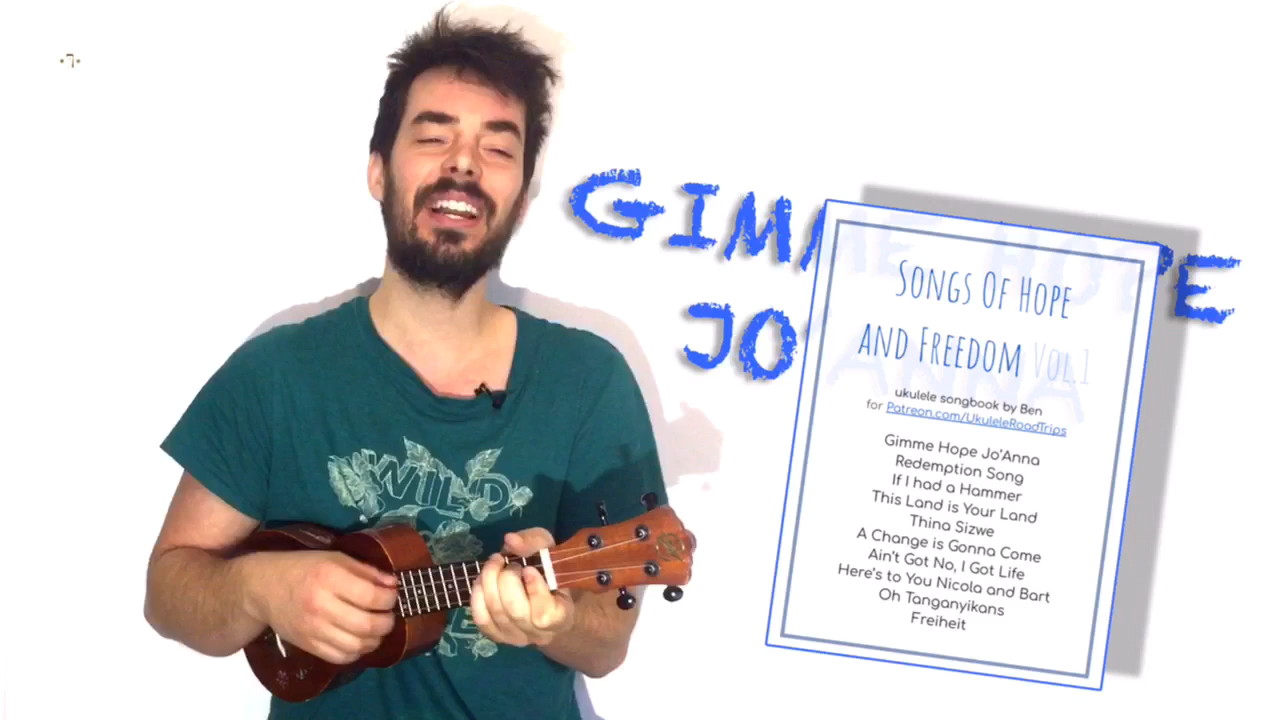 GIMME HOPE
JO'ANNA
SONGS OF HOPE
AND FREEDOM VOL.1
ukulele songbook by Ben
for Patreon.com/UkuleleRoadTrips
Gimme Hope Jo'Anna
Redemption Song
If I had a Hammer
This Land is Your Land
Thina Sizwe
A Change is Gonna Come
Ain't Got No, I Got Life
Here's to You Nicola and Bart
Oh Tanganyikans
Freiheit
WILD